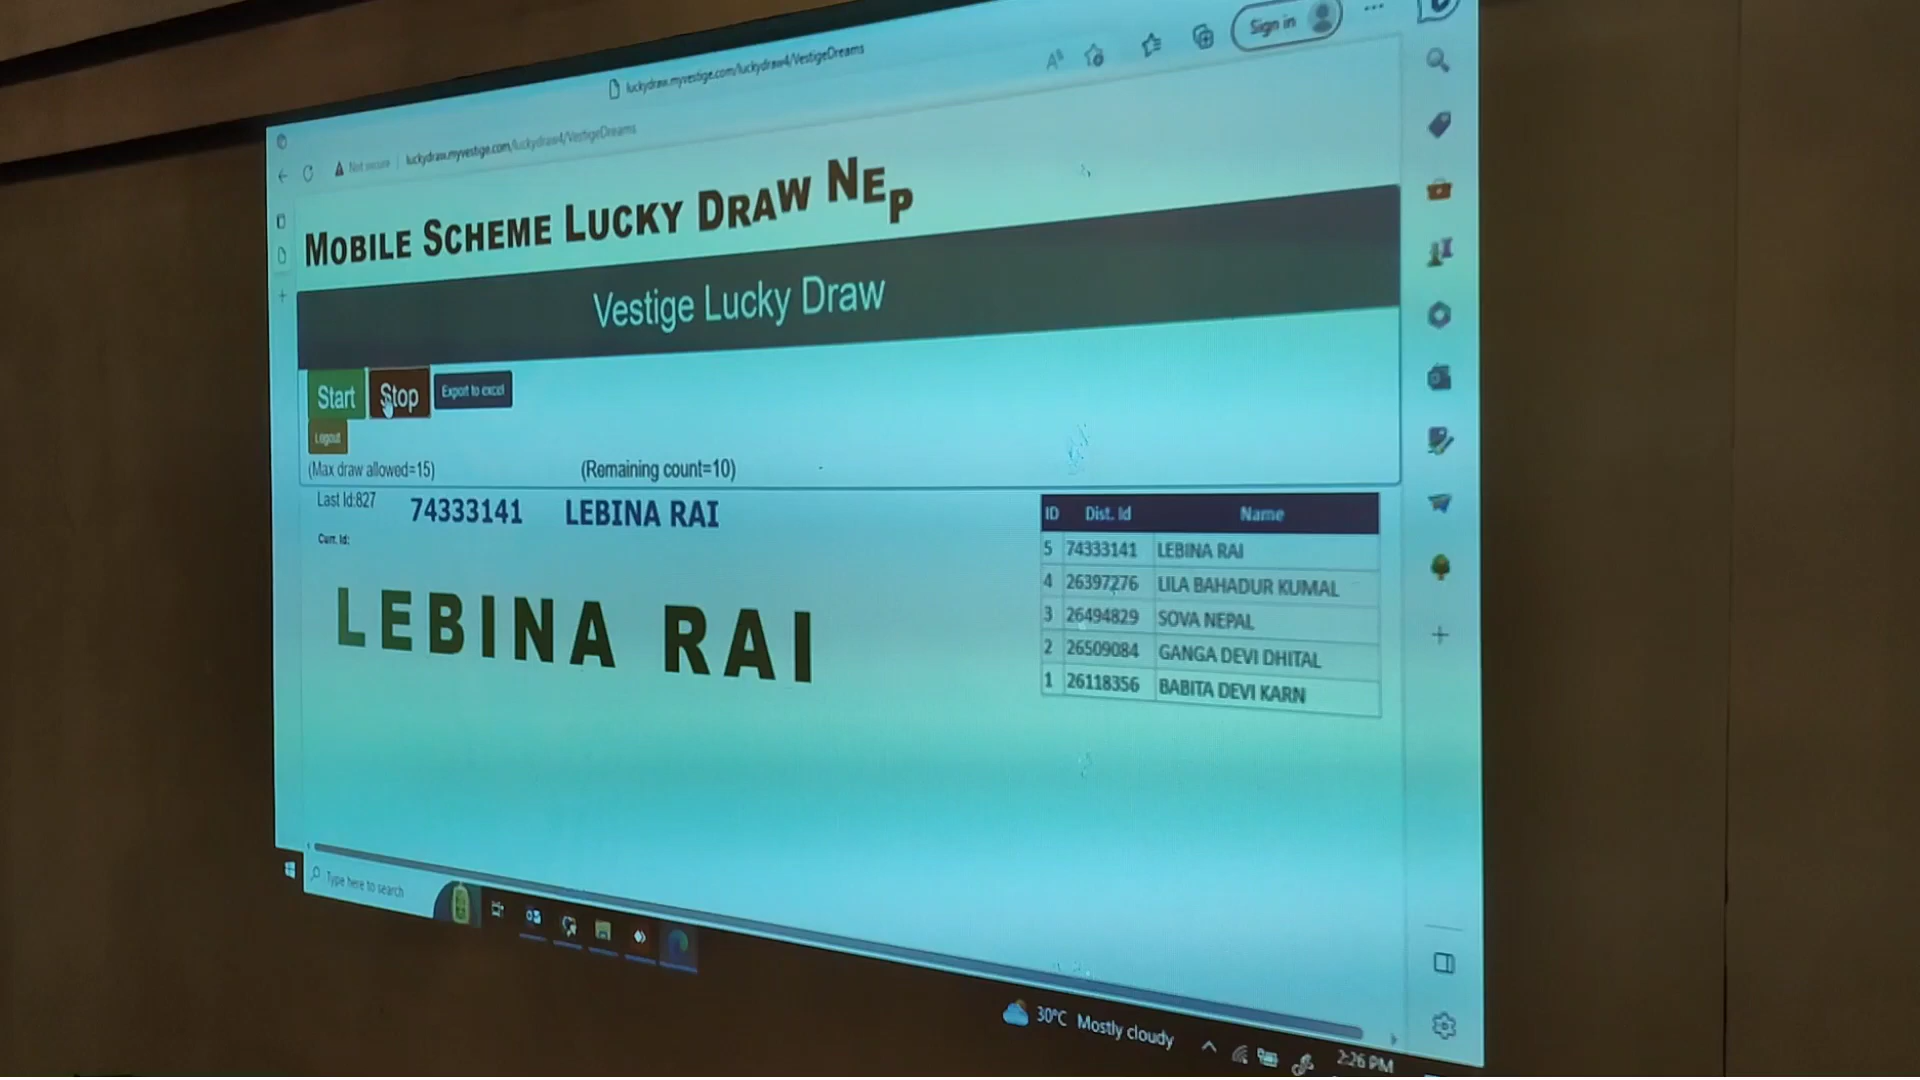 luckydraw.myvestige.com/luckydraw4/VestigeDreams
Sign in
Not secure luckydraw.myvestige.com/luckydraw4/VestigeDreams
MOBILE SCHEME LUCKY DRAW NEP
Vestige Lucky Draw
Start Stop Export to excel
Logout
(Max draw allowed=15) (Remaining count=10)
Last Id:827 74333141 LEBINA RAI
Curr. Id:
LEBINA RAI
ID Dist. Id Name
5 74333141 LEBINA RAI
4 26397276 LILA BAHADUR KUMAL
3 26494829 SOVA NEPAL
2 26509084 GANGA DEVI DHITAL
1 26118356 BABITA DEVI KARN
Type here to search
30°C Mostly cloudy
2:26 PM